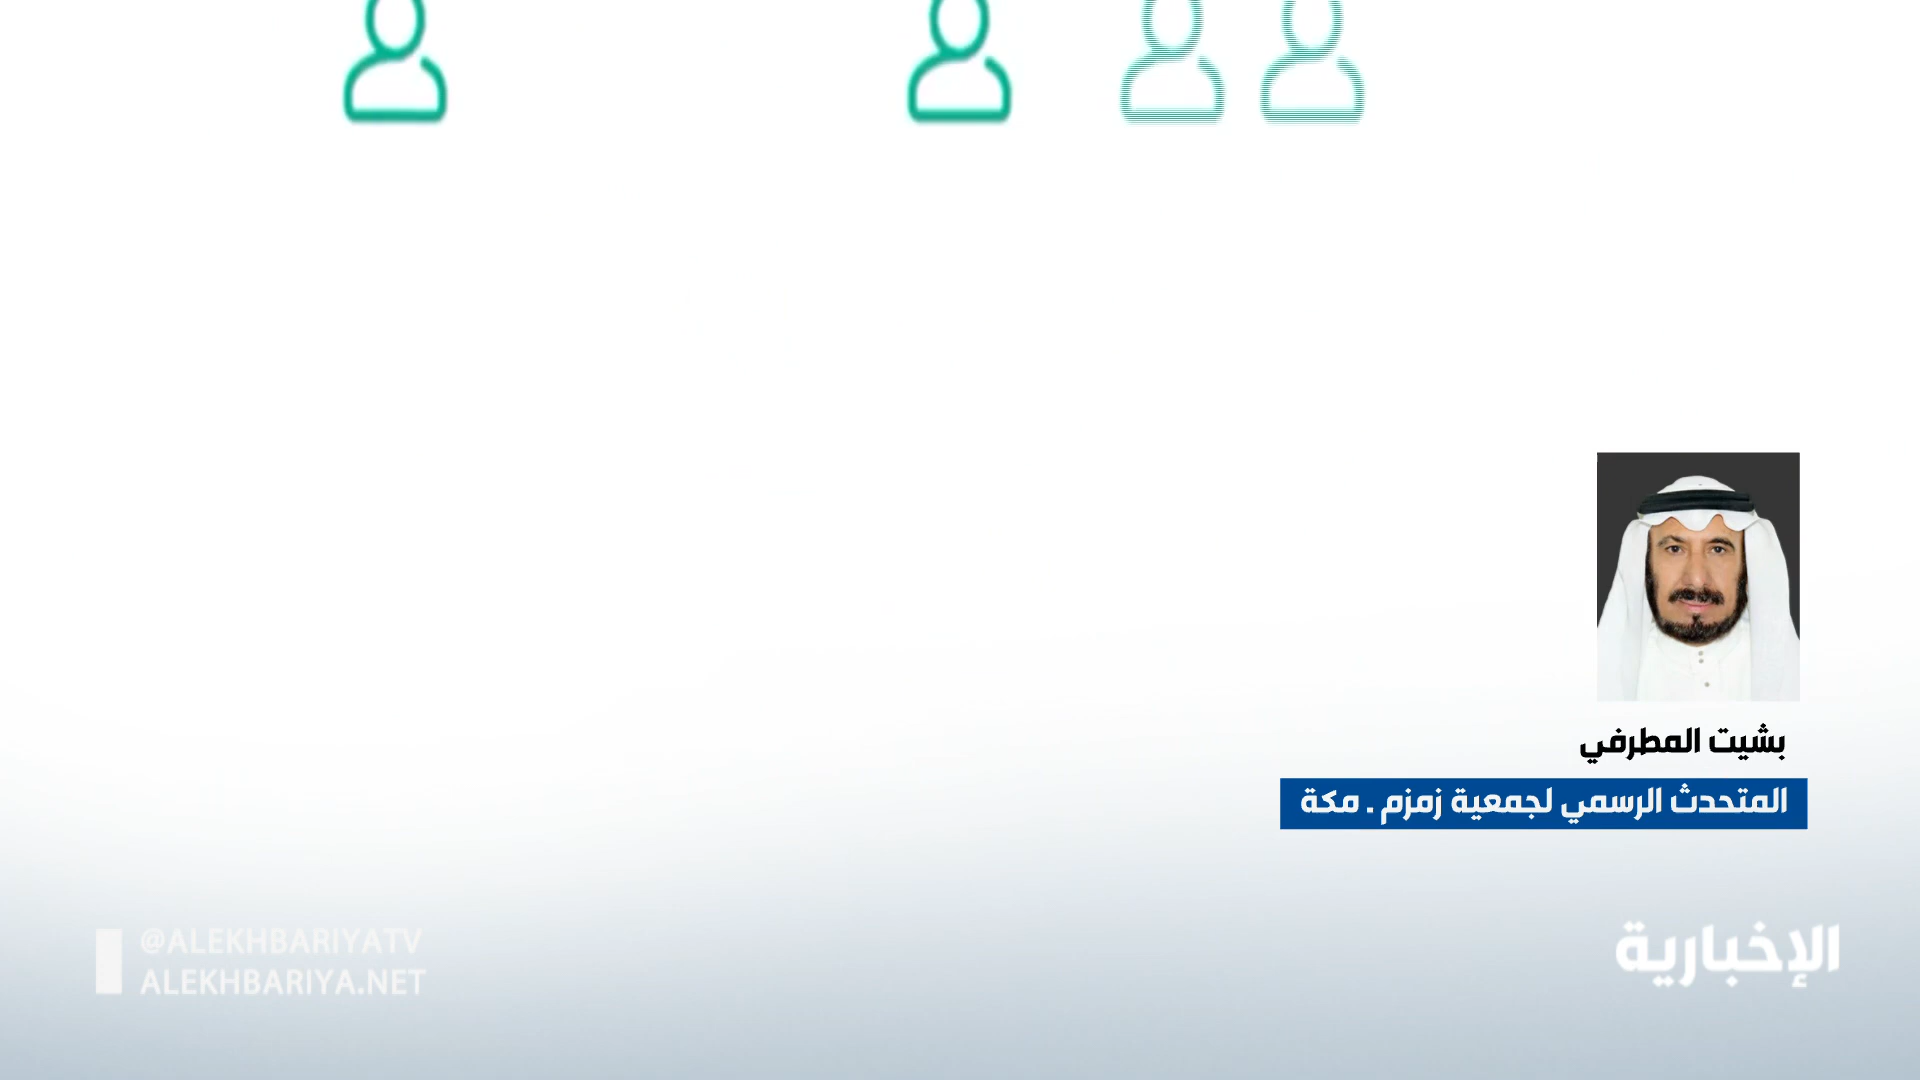 بشيت المطرفي
المتحدث الرسمي لجمعية زمزم . مكة
الإخبارية
@ALEKHBARIYATV
ALEKHBARIYA.NET